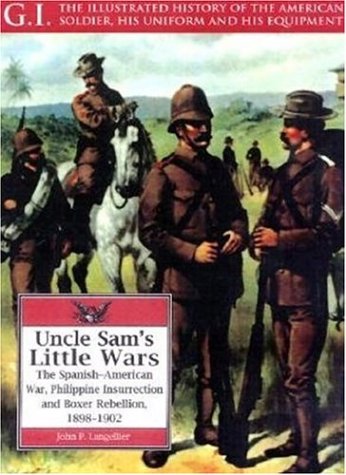 G.I. THE ILLUSTRATED HISTORY OF THE AMERICAN
SOLDIER, HIS UNIFORM AND HIS EQUIPMENT
Uncle Sam's
Little Wars
The Spanish–American
War, Philippine Insurrection
and Boxer Rebellion,
1898–1902
John P. Langellier